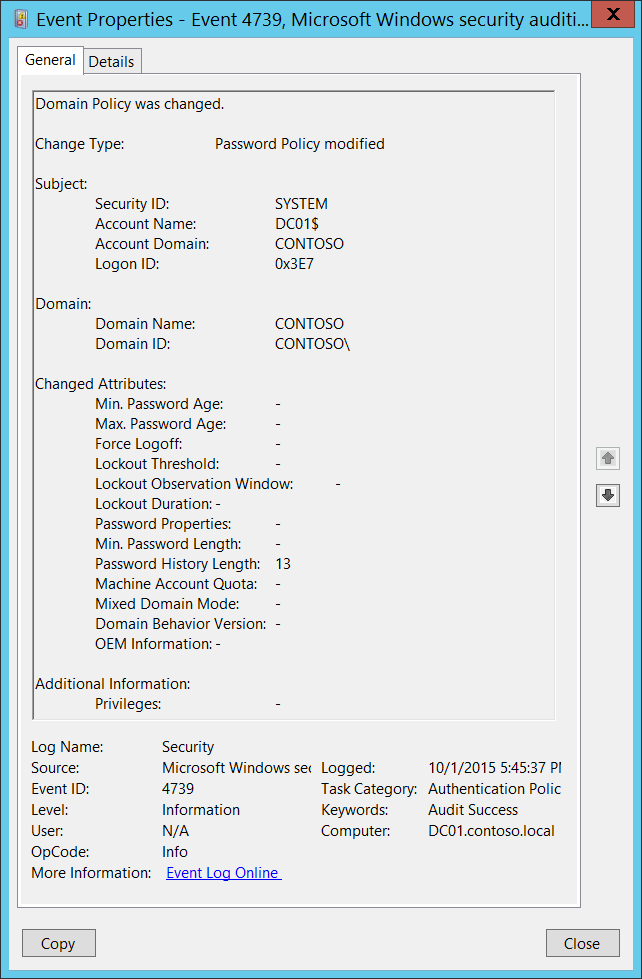 Event Properties - Event 4739, Microsoft Windows security auditi...
X
General
Details
Domain Policy was changed.
Change Type: Password Policy modified
Subject:
Security ID: SYSTEM
Account Name: DC01$
Account Domain: CONTOSO
Logon ID: 0x3E7
Domain:
Domain Name: CONTOSO
Domain ID: CONTOSO\
Changed Attributes:
Min. Password Age: -
Max. Password Age: -
Force Logoff: -
Lockout Threshold: -
Lockout Observation Window: -
Lockout Duration: -
Password Properties: -
Min. Password Length: -
Password History Length: 13
Machine Account Quota: -
Mixed Domain Mode: -
Domain Behavior Version: -
OEM Information: -
Additional Information:
Privileges: -
Log Name: Security
Source: Microsoft Windows sec Logged: 10/1/2015 5:45:37 PM
Event ID: 4739 Task Category: Authentication Polic
Level: Information Keywords: Audit Success
User: N/A Computer: DC01.contoso.local
OpCode: Info
More Information: Event Log Online
Copy
Close